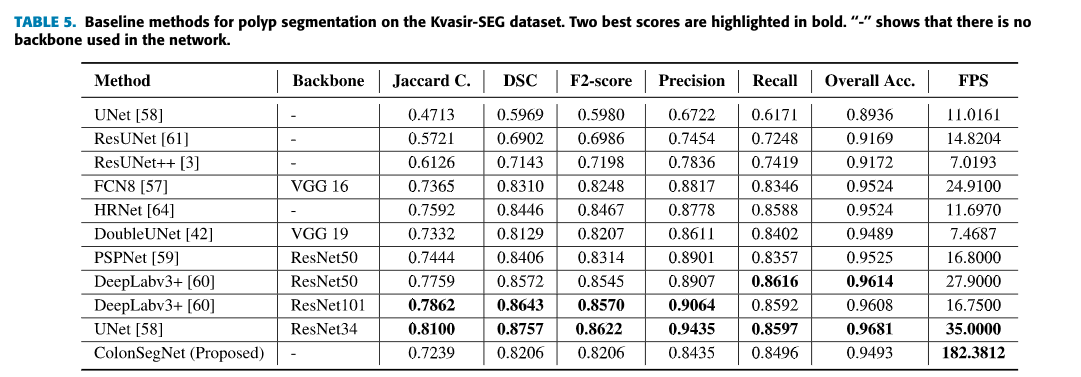 TABLE 5. Baseline methods for polyp segmentation on the Kvasir-SEG dataset. Two best scores are highlighted in bold. “-” shows that there is no
backbone used in the network.
Method Backbone Jaccard C. DSC F2-score Precision Recall Overall Acc. FPS
UNet [58] - 0.4713 0.5969 0.5980 0.6722 0.6171 0.8936 11.0161
ResUNet [61] - 0.5721 0.6902 0.6986 0.7454 0.7248 0.9169 14.8204
ResUNet++ [3] - 0.6126 0.7143 0.7198 0.7836 0.7419 0.9172 7.0193
FCN8 [57] VGG 16 0.7365 0.8310 0.8248 0.8817 0.8346 0.9524 24.9100
HRNet [64] - 0.7592 0.8446 0.8467 0.8778 0.8588 0.9524 11.6970
DoubleUNet [42] VGG 19 0.7332 0.8129 0.8207 0.8611 0.8402 0.9489 7.4687
PSPNet [59] ResNet50 0.7444 0.8406 0.8314 0.8901 0.8357 0.9525 16.8000
DeepLabv3+ [60] ResNet50 0.7759 0.8572 0.8545 0.8907 0.8616 0.9614 27.9000
DeepLabv3+ [60] ResNet101 0.7862 0.8643 0.8570 0.9064 0.8592 0.9608 16.7500
UNet [58] ResNet34 0.8100 0.8757 0.8622 0.9435 0.8597 0.9681 35.0000
ColonSegNet (Proposed) - 0.7239 0.8206 0.8206 0.8435 0.8496 0.9493 182.3812